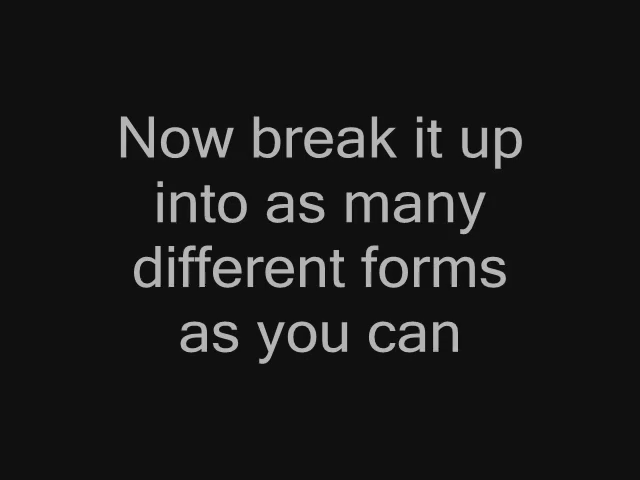 Now break it up
into as many
different forms
as you can